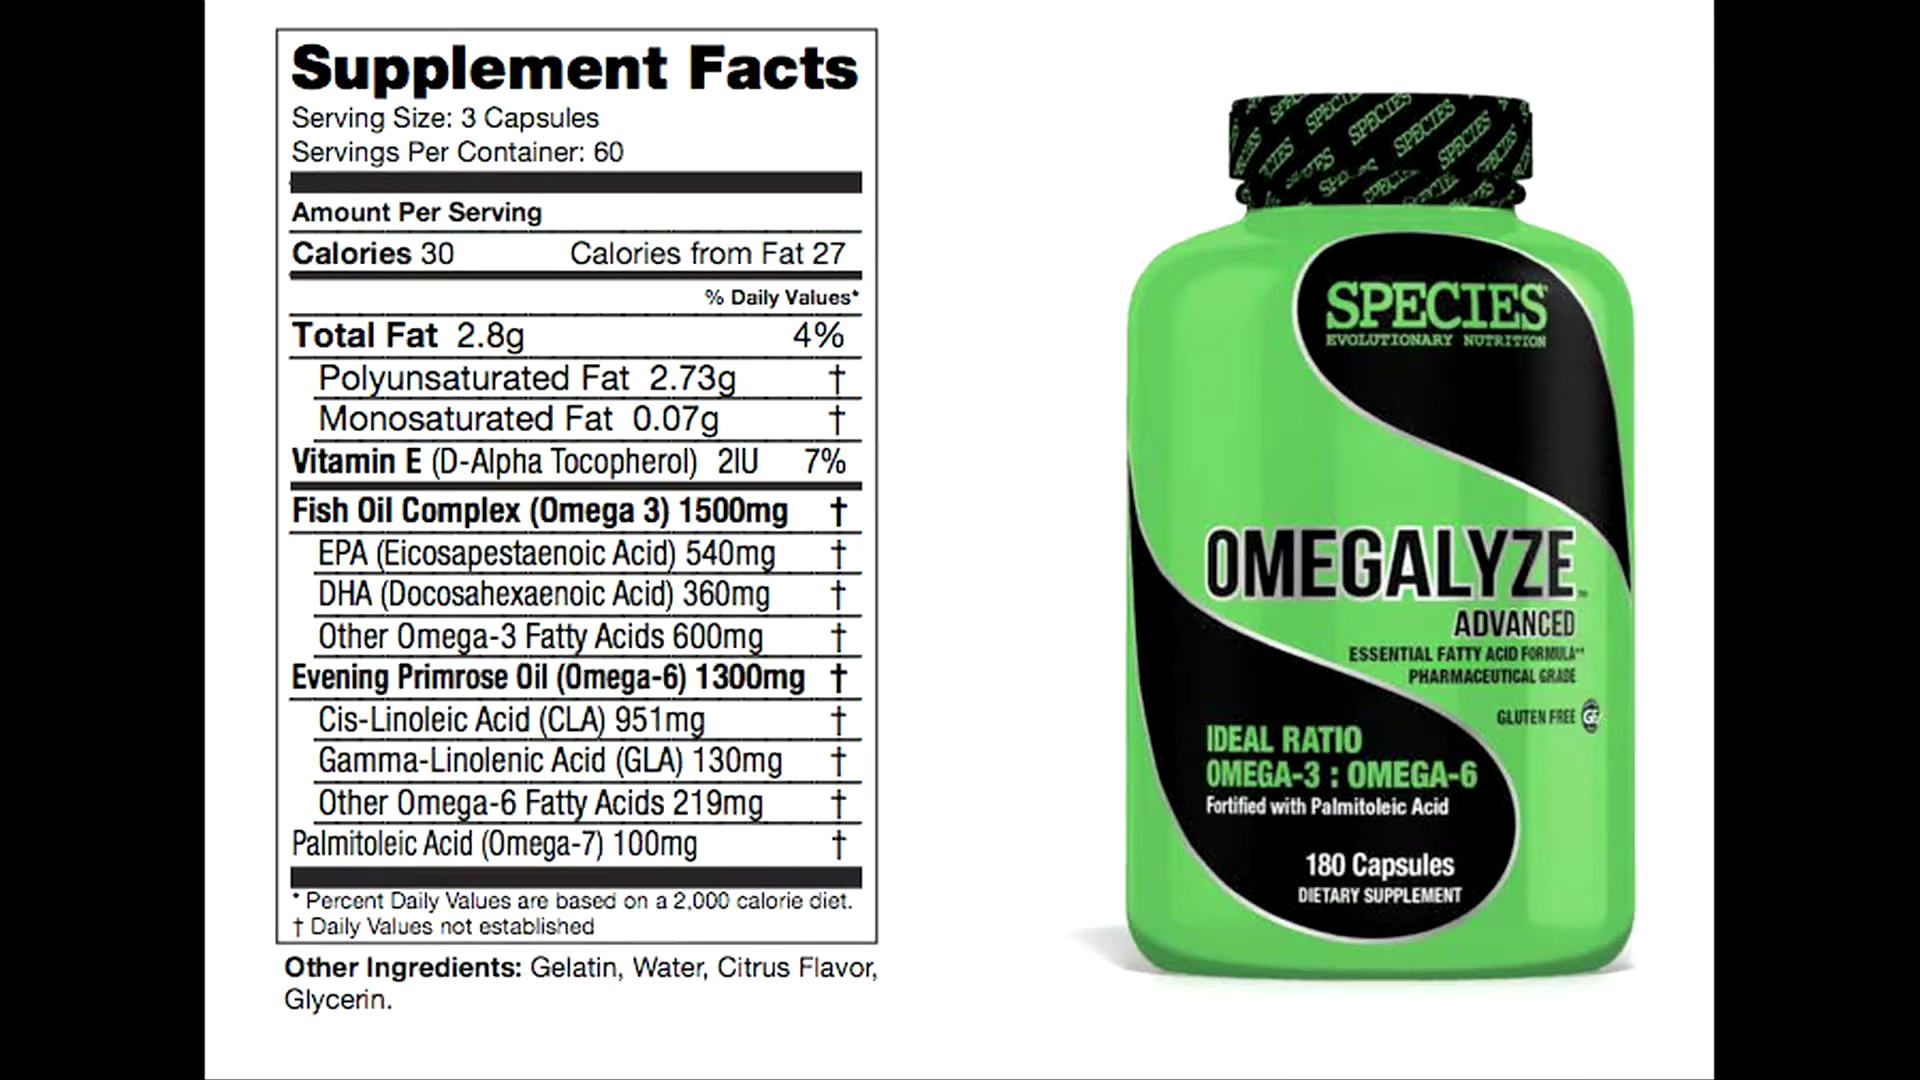 Supplement Facts
Serving Size: 3 Capsules
Servings Per Container: 60
Amount Per Serving
Calories 30 Calories from Fat 27
% Daily Values*
Total Fat 2.8g 4%
Polyunsaturated Fat 2.73g †
Monosaturated Fat 0.07g †
Vitamin E (D-Alpha Tocopherol) 2IU 7%
Fish Oil Complex (Omega 3) 1500mg †
EPA (Eicosapestaenoic Acid) 540mg †
DHA (Docosahexaenoic Acid) 360mg †
Other Omega-3 Fatty Acids 600mg †
Evening Primrose Oil (Omega-6) 1300mg †
Cis-Linoleic Acid (CLA) 951mg †
Gamma-Linolenic Acid (GLA) 130mg †
Other Omega-6 Fatty Acids 219mg †
Palmitoleic Acid (Omega-7) 100mg †
* Percent Daily Values are based on a 2,000 calorie diet.
† Daily Values not established
Other Ingredients: Gelatin, Water, Citrus Flavor,
Glycerin.
SPECIES SPECIES SPECIES SPECIES SPECIES
SPECIES
EVOLUTIONARY NUTRITION
OMEGALYZE
ADVANCED
ESSENTIAL FATTY ACID FORMULA**
PHARMACEUTICAL GRADE
GLUTEN FREE GF
IDEAL RATIO
OMEGA-3 : OMEGA-6
Fortified with Palmitoleic Acid
180 Capsules
DIETARY SUPPLEMENT